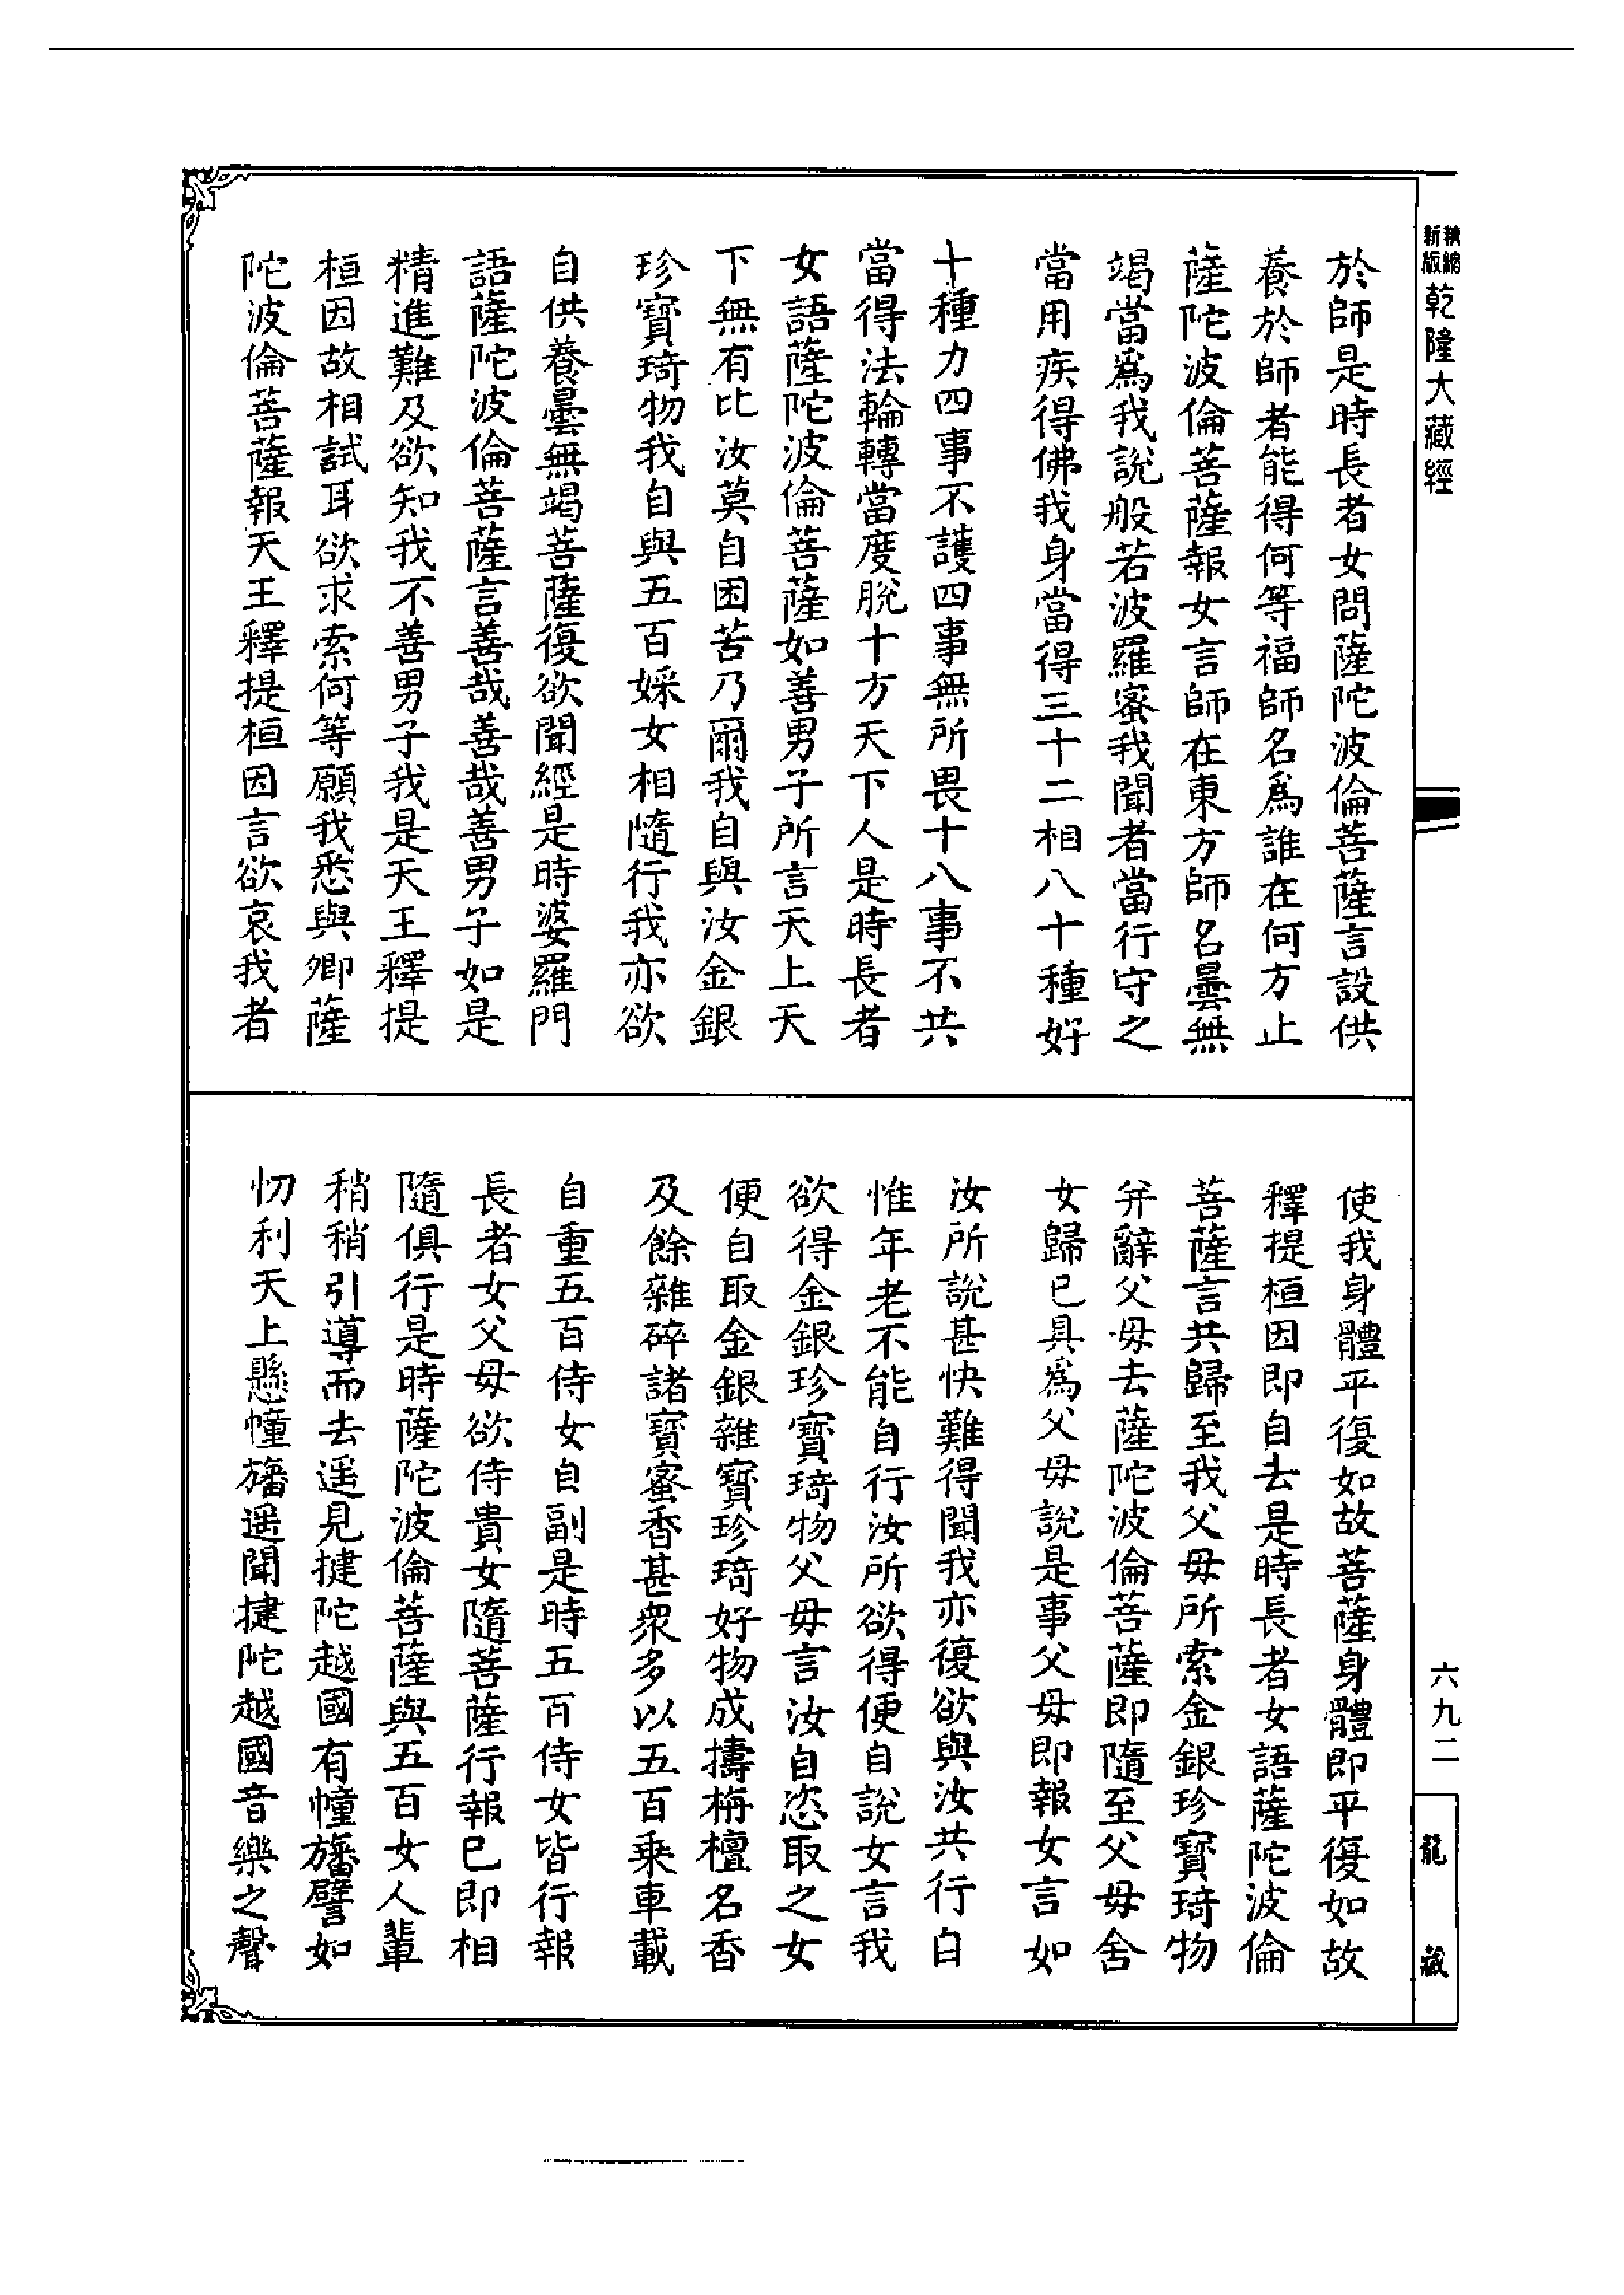 精縮新版乾隆大藏經
於師是時長者女問薩陀波倫菩薩言設供
養於師者能得何等福師名爲誰在何方止
薩陀波倫菩薩報女言師在東方師名曇無
竭當爲我說般若波羅蜜我聞者當行守之
當用疾得佛我身當得三十二相八十種好
十種力四事不護四事無所畏十八事不共
當得法輪轉當度脫十方天下人是時長者
女語薩陀波倫菩薩如善男子所言天上天
下無有比汝莫自困苦乃爾我自與汝金銀
珍寶琦物我自與五百婇女相隨行我亦欲
自供養曇無竭菩薩復欲聞經是時婆羅門
語薩陀波倫菩薩言善哉善哉善男子如是
精進難及欲知我不善男子我是天王釋提
桓因故相試耳欲求索何等願我悉與卿薩
陀波倫菩薩報天王釋提桓因言欲哀我者
使我身體平復如故菩薩身體即平復如故
釋提桓因即自去是時長者女語薩陀波倫
菩薩言共歸至我父毋所索金銀珍寶琦物
并辭父毋去薩陀波倫菩薩即隨至父毋舍
女歸已具爲父毋說是事父毋即報女言如
汝所說甚快難得聞我亦復欲與汝共行自
惟年老不能自行汝所欲得便自說女言我
欲得金銀珍寶琦物父毋言汝自恣取之女
便自取金銀雜寶珍琦好物成擣栴檀名香
及餘雜碎諸寶蜜香甚眾多以五百乘車載
自重五百侍女自副是時五百侍女皆行報
長者女父毋欲侍貴女隨菩薩行報已即相
隨俱行是時薩陀波倫菩薩與五百女人輩
稍稍引導而去遥見揵陀越國有幢旛譬如
忉利天上懸幢旛遥聞揵陀越國音樂之聲
六九二
龍藏